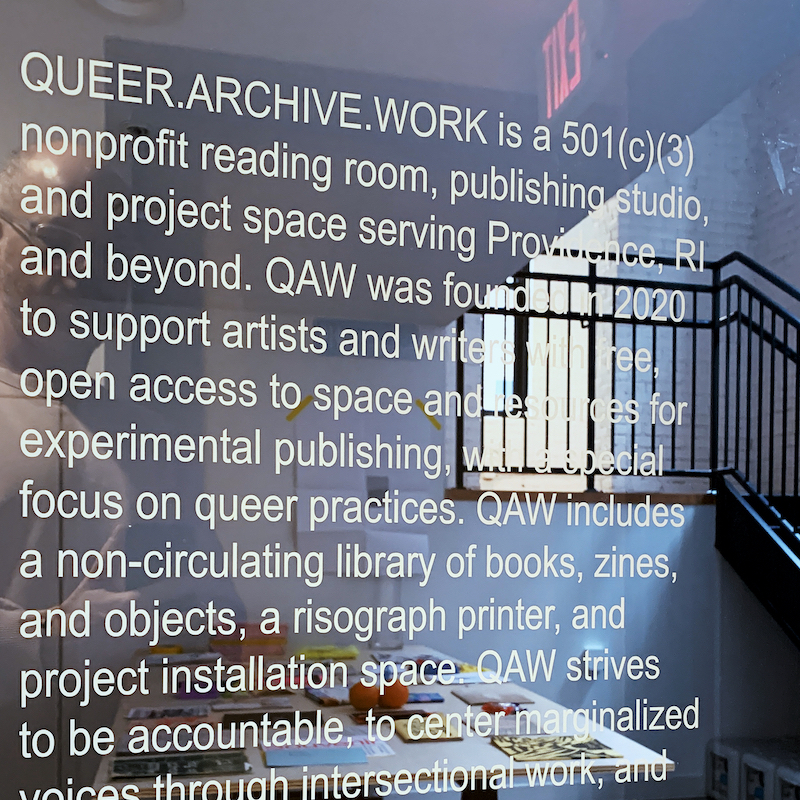 EXIT
QUEER.ARCHIVE.WORK is a 501(c)(3)
nonprofit reading room, publishing studio,
and project space serving Providence, RI
and beyond. QAW was founded in 2020
to support artists and writers with free,
open access to space and resources for
experimental publishing, with a special
focus on queer practices. QAW includes
a non-circulating library of books, zines,
and objects, a risograph printer, and
project installation space. QAW strives
to be accountable, to center marginalized
voices through intersectional work, and